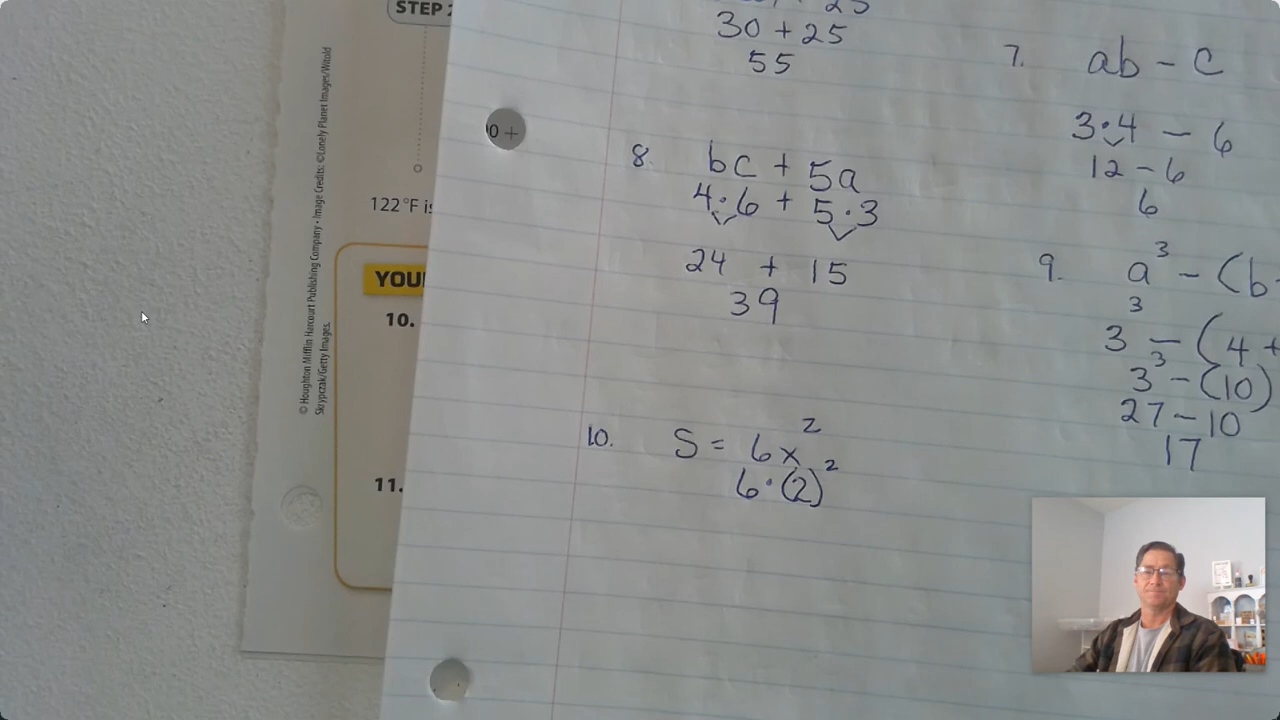 STEP
© Houghton Mifflin Harcourt Publishing Company • Image Credits: ©Lonely Planet Images/Witold
Skrypczak/Getty Images.
0 +
122°F is
YOU
10.
11.
25
30 + 25
55
7. ab - c
3·4 - 6
12 - 6
6
8. bc + 5a
4·6 + 5·3
24 + 15
39
9. a³ - (b
3³ - (4 +
3³ - (10)
27 - 10
17
10. S = 6x²
6·(2)²